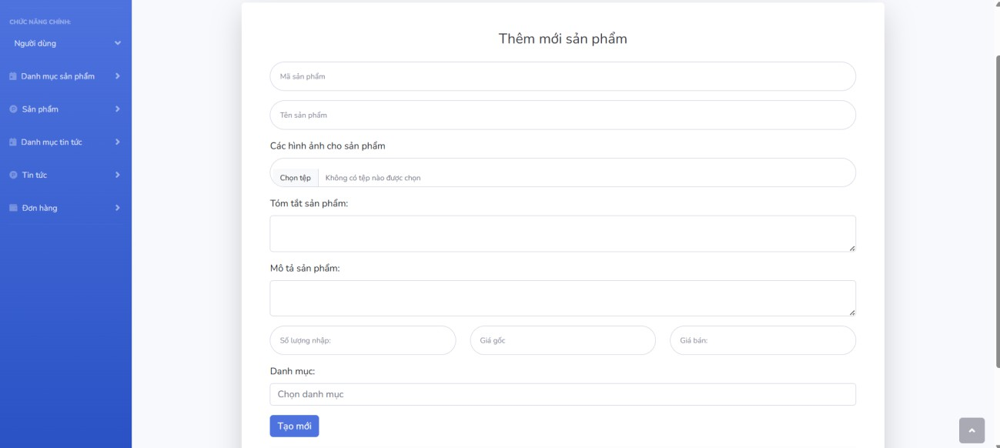 CHỨC NĂNG CHÍNH:
Người dùng
Danh mục sản phẩm
Sản phẩm
Danh mục tin tức
Tin tức
Đơn hàng
Thêm mới sản phẩm
Mã sản phẩm
Tên sản phẩm
Các hình ảnh cho sản phẩm
Chọn tệp Không có tệp nào được chọn
Tóm tắt sản phẩm:
Mô tả sản phẩm:
Số lượng nhập: Giá gốc Giá bán:
Danh mục:
Chọn danh mục
Tạo mới